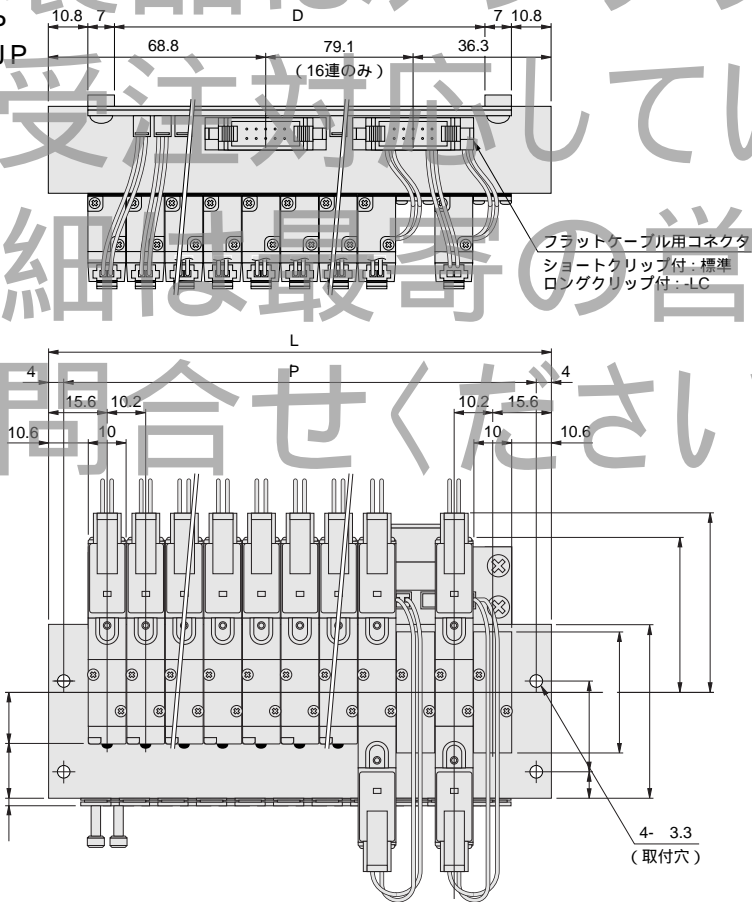 製品は
受注対応してい
細は最寄の営
問合せください
JP
10.8 7 D 7 10.8
68.8 79.1 36.3
(16連のみ)
フラットケーブル用コネクタ
ショートクリップ付:標準
ロングクリップ付:-LC
L
4 P 4
15.6 10.2 10.2 15.6
10.6 10 10 10.6
4- 3.3
(取付穴)